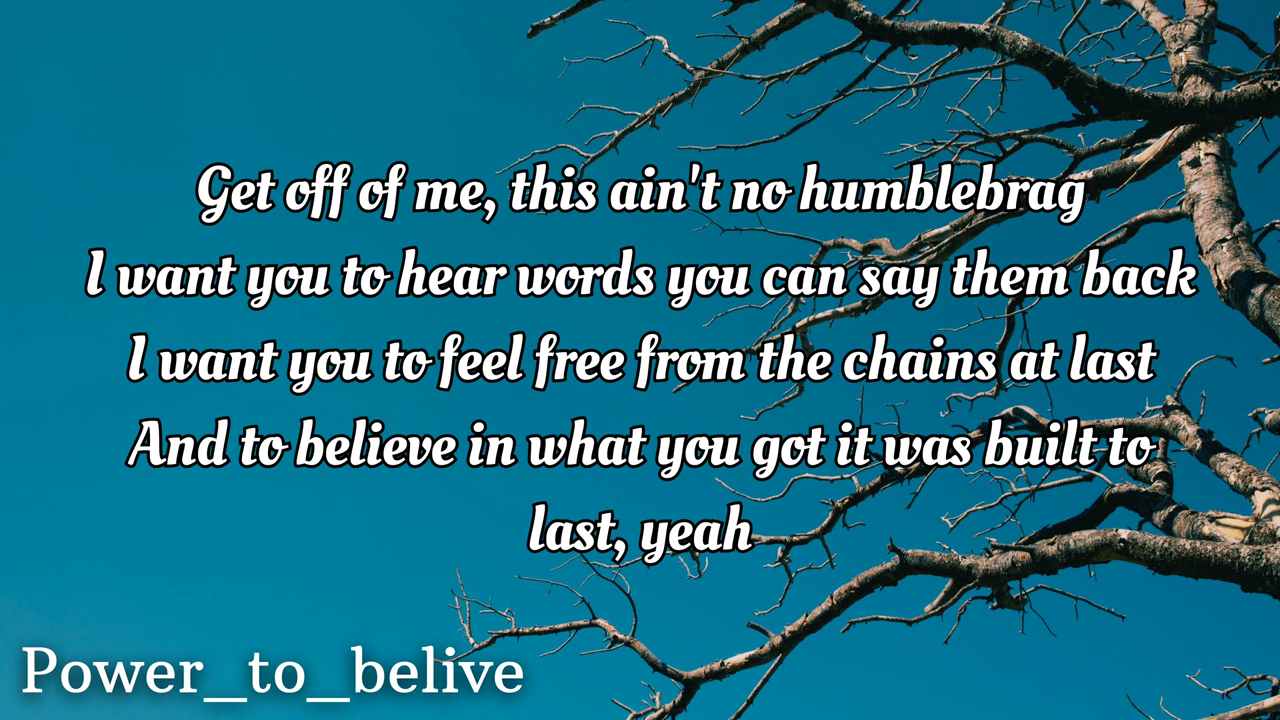 Get off of me, this ain't no humblebrag
I want you to hear words you can say them back
I want you to feel free from the chains at last
And to believe in what you got it was built to
last, yeah
Power_to_belive